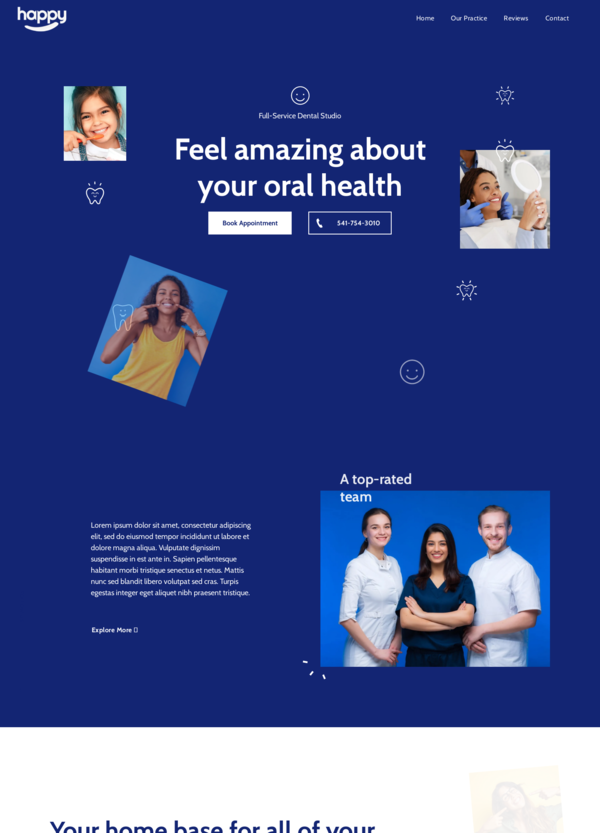 happy
Home Our Practice Reviews Contact
Full-Service Dental Studio
Feel amazing about
your oral health
Book Appointment
541-754-3010
A top-rated
team
Lorem ipsum dolor sit amet, consectetur adipiscing
elit, sed do eiusmod tempor incididunt ut labore et
dolore magna aliqua. Vulputate dignissim
suspendisse in est ante in. Sapien pellentesque
habitant morbi tristique senectus et netus. Mattis
nunc sed blandit libero volutpat sed cras. Turpis
egestas integer eget aliquet nibh praesent tristique.
Explore More
Your home base for all of your